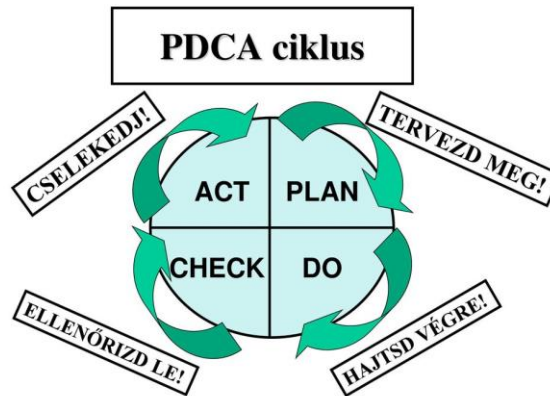 PDCA ciklus
CSELEKEDJ!
TERVEZD MEG!
ACT
PLAN
CHECK
DO
ELLENŐRIZD LE!
HAJTSD VÉGRE!